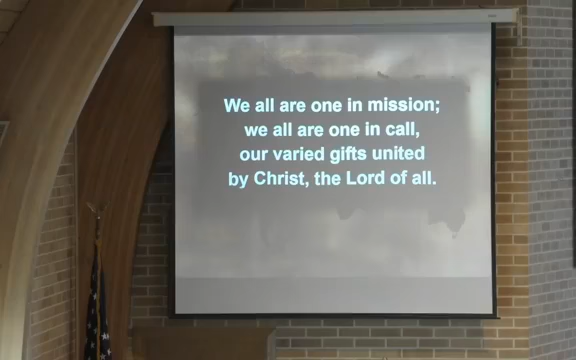 We all are one in mission;
we all are one in call,
our varied gifts united
by Christ, the Lord of all.